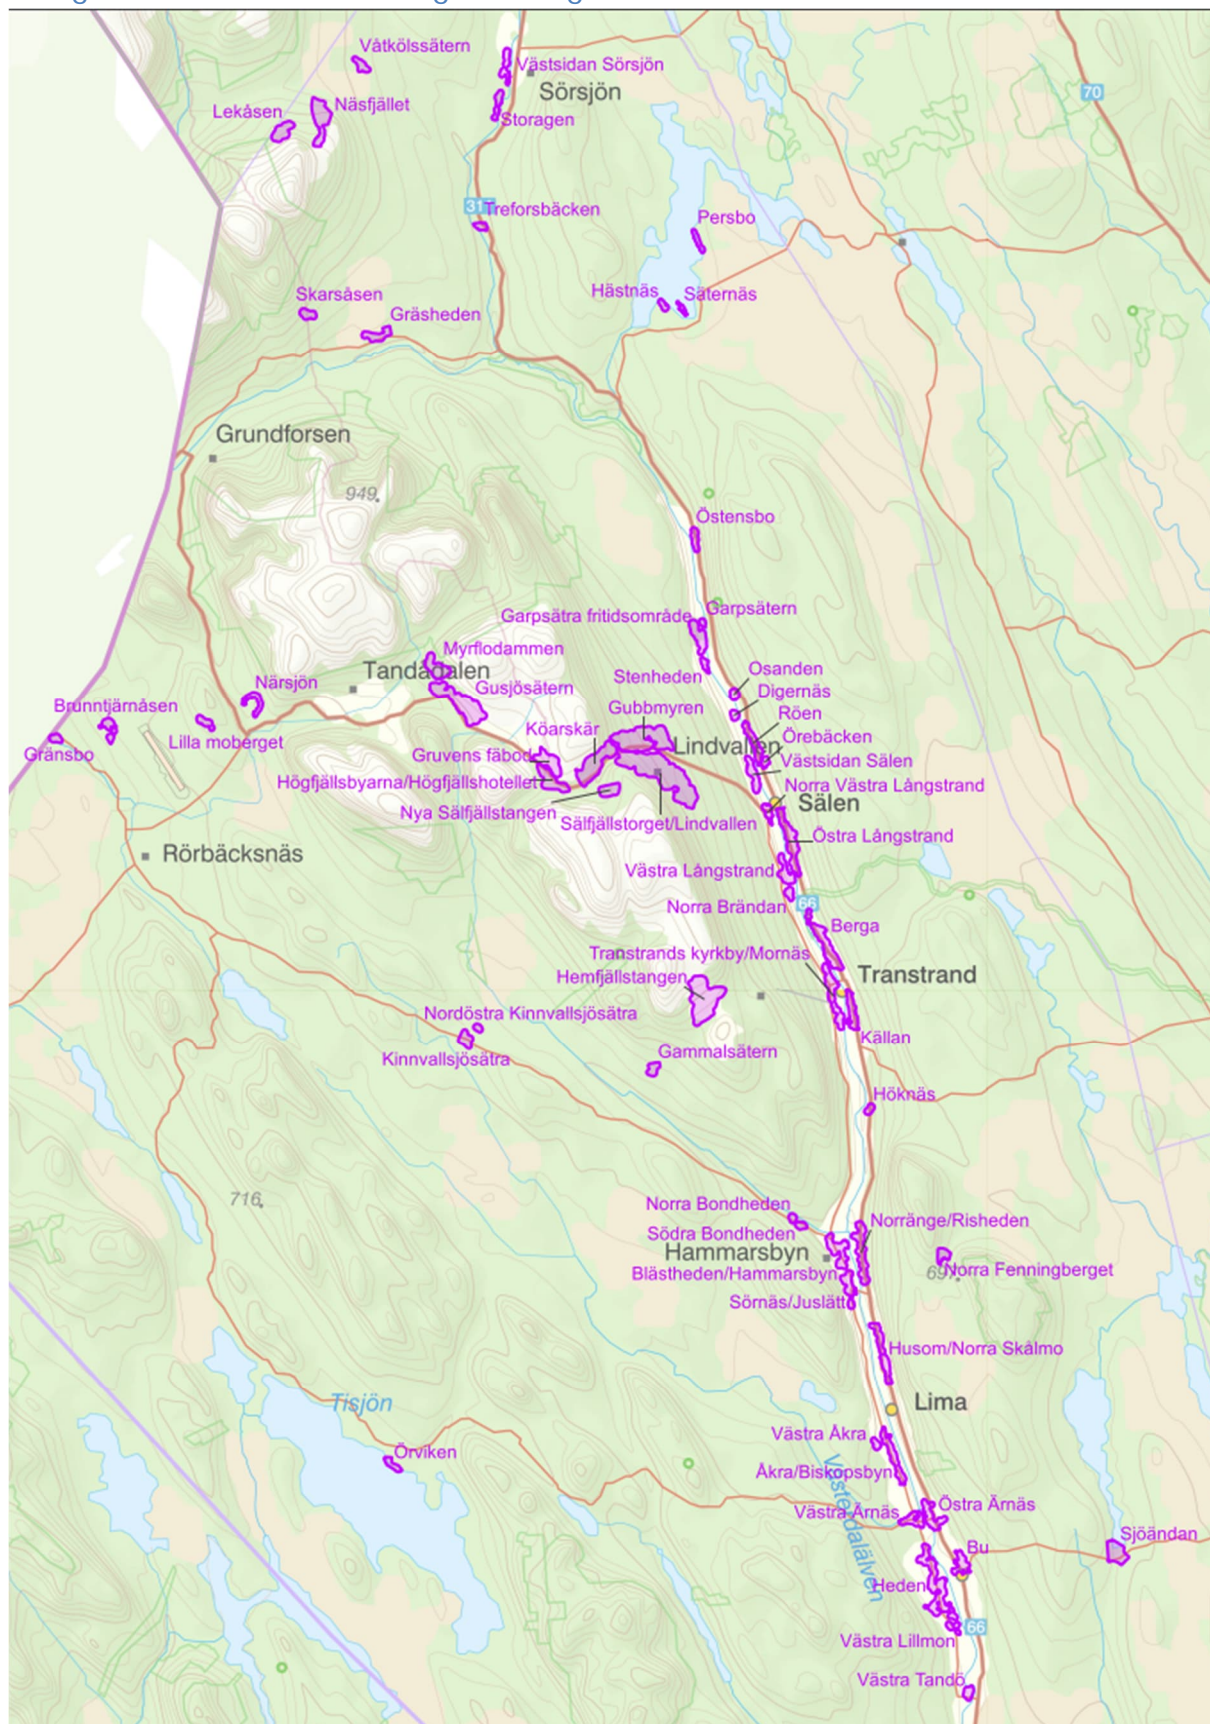 Våtkölssätern
Västsidan Sörsjön
Sörsjön
70
Lekåsen
Näsfjället
Storagen
31
Treforsbäcken
Persbo
Hästnäs
Säternäs
Skarsåsen
Gräsheden
Grundforsen
949
Östensbo
Garpsätra fritidsområde
Garpsätern
Myrflodammen
Tandådalen
Stenheden
Osanden
Närsjön
Gusjösätern
Digernäs
Brunntjärnåsen
Gubbmyren
Röen
Köarskär
Lilla moberget
Lindvallen
Örebäcken
Gränsbo
Gruvens fäbod
Västsidan Sälen
Högfjällsbyarna/Högfjällshotellet
Norra Västra Långstrand
Nya Sälfjällstangen
Sälen
Sälfjällstorget/Lindvallen
Östra Långstrand
Rörbäcksnäs
Västra Långstrand
Norra Brändan
66
Berga
Transtrands kyrkby/Mornäs
Hemfjällstangen
Transtrand
Nordöstra Kinnvallsjösätra
Källan
Kinnvallsjösätra
Gammalsätern
Höknäs
716
Norra Bondheden
Norränge/Risheden
Södra Bondheden
Hammarsbyn
Blästheden/Hammarsbyn
Norra Fenningberget
697
Sörnäs/Juslätt
Husom/Norra Skålmo
Tisjön
Lima
Västra Åkra
Örviken
Åkra/Biskopsbyn
Västerdalälven
Västra Ärnäs
Östra Ärnäs
Sjöändan
Bu
Heden
66
Västra Lillmon
Västra Tandö